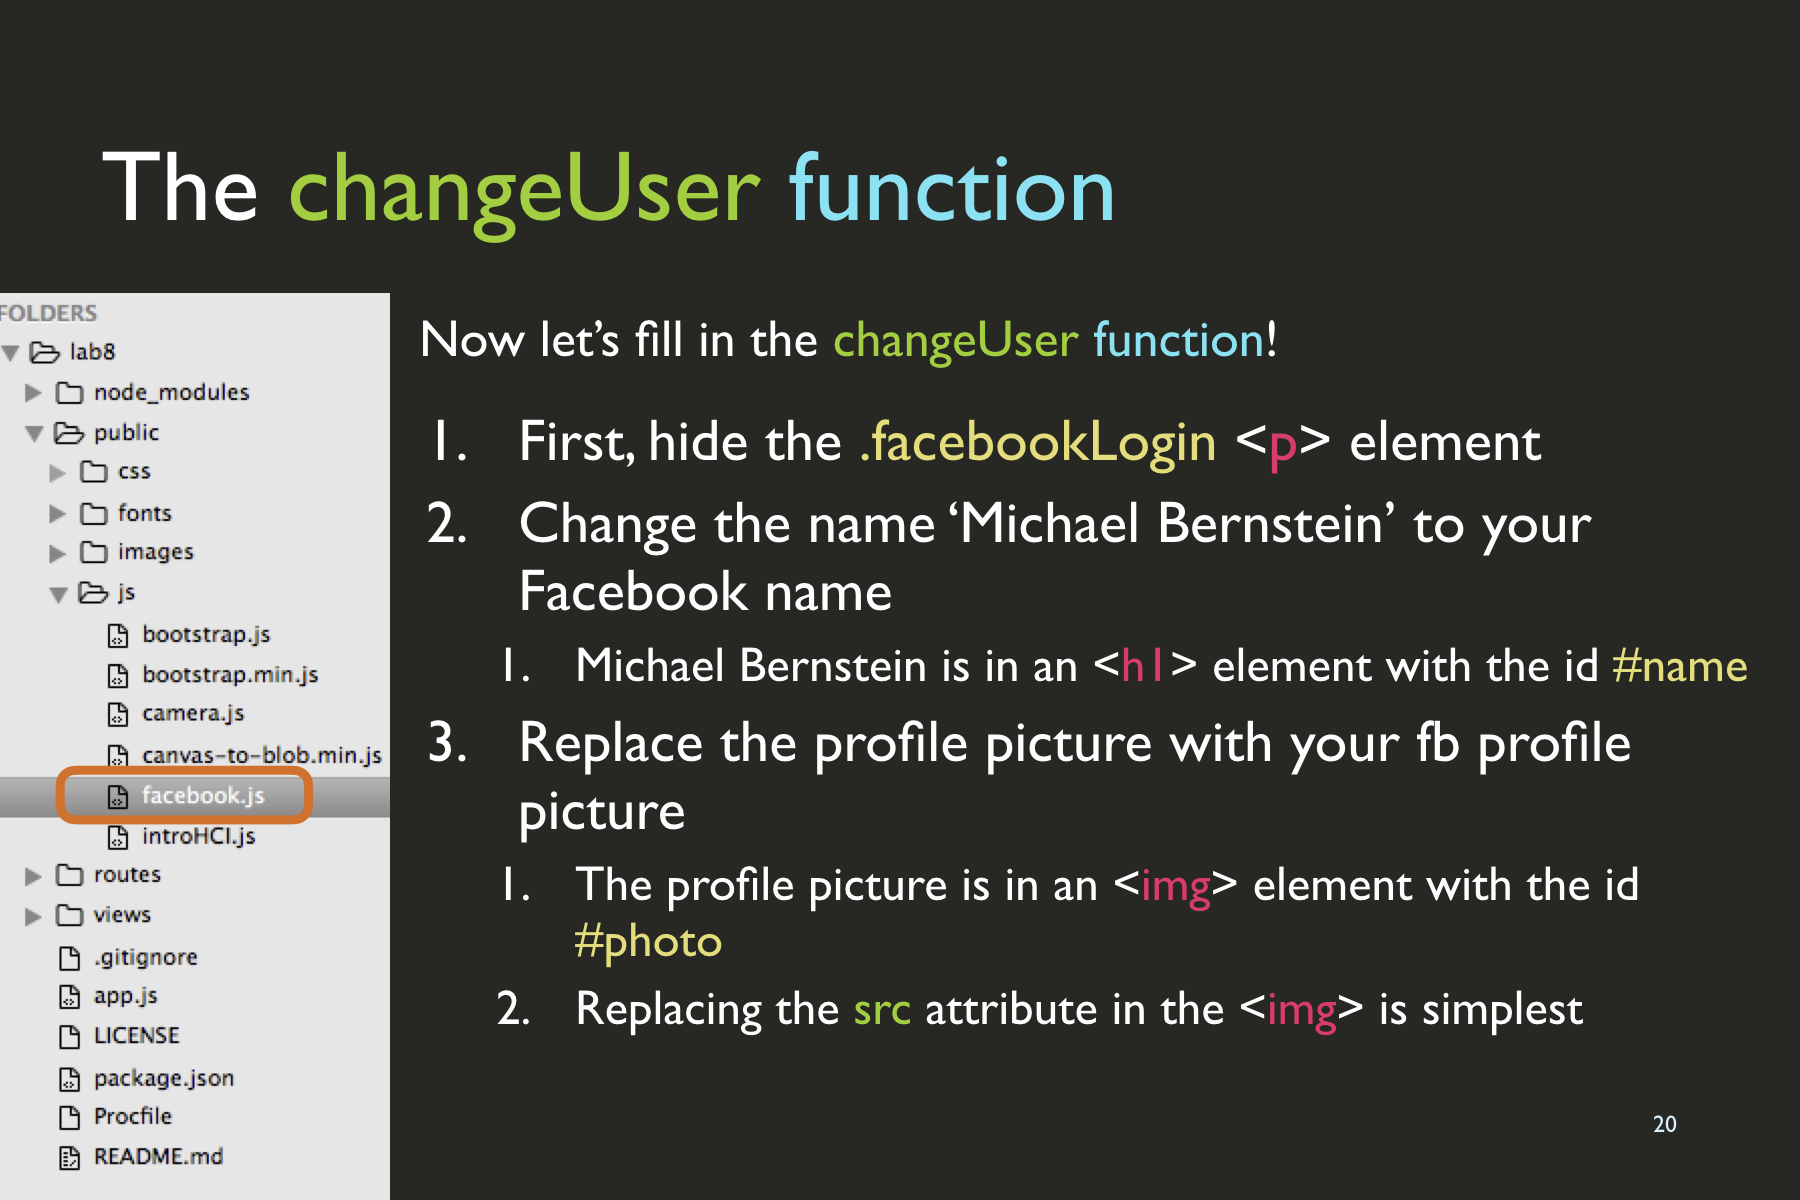 The changeUser function
FOLDERS
lab8
node_modules
public
css
fonts
images
js
bootstrap.js
bootstrap.min.js
camera.js
canvas-to-blob.min.js
facebook.js
introHCI.js
routes
views
.gitignore
app.js
LICENSE
package.json
Procfile
README.md
Now let’s fill in the changeUser function!
1. First, hide the .facebookLogin <p> element
2. Change the name ‘Michael Bernstein’ to your
Facebook name
1. Michael Bernstein is in an <h1> element with the id #name
3. Replace the profile picture with your fb profile
picture
1. The profile picture is in an <img> element with the id
#photo
2. Replacing the src attribute in the <img> is simplest
20